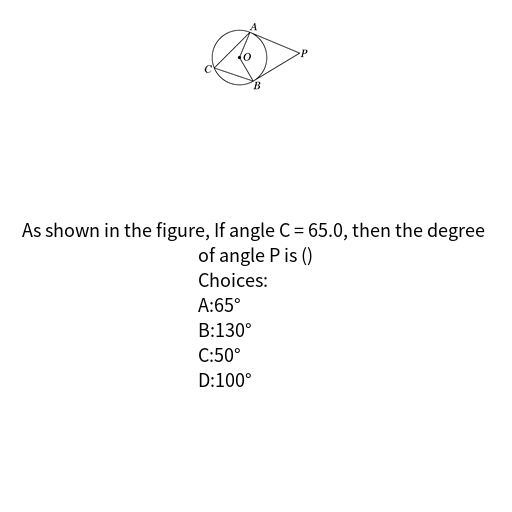 A
P
O
C
B
As shown in the figure, If angle C = 65.0, then the degree
of angle P is ()
Choices:
A:65°
B:130°
C:50°
D:100°